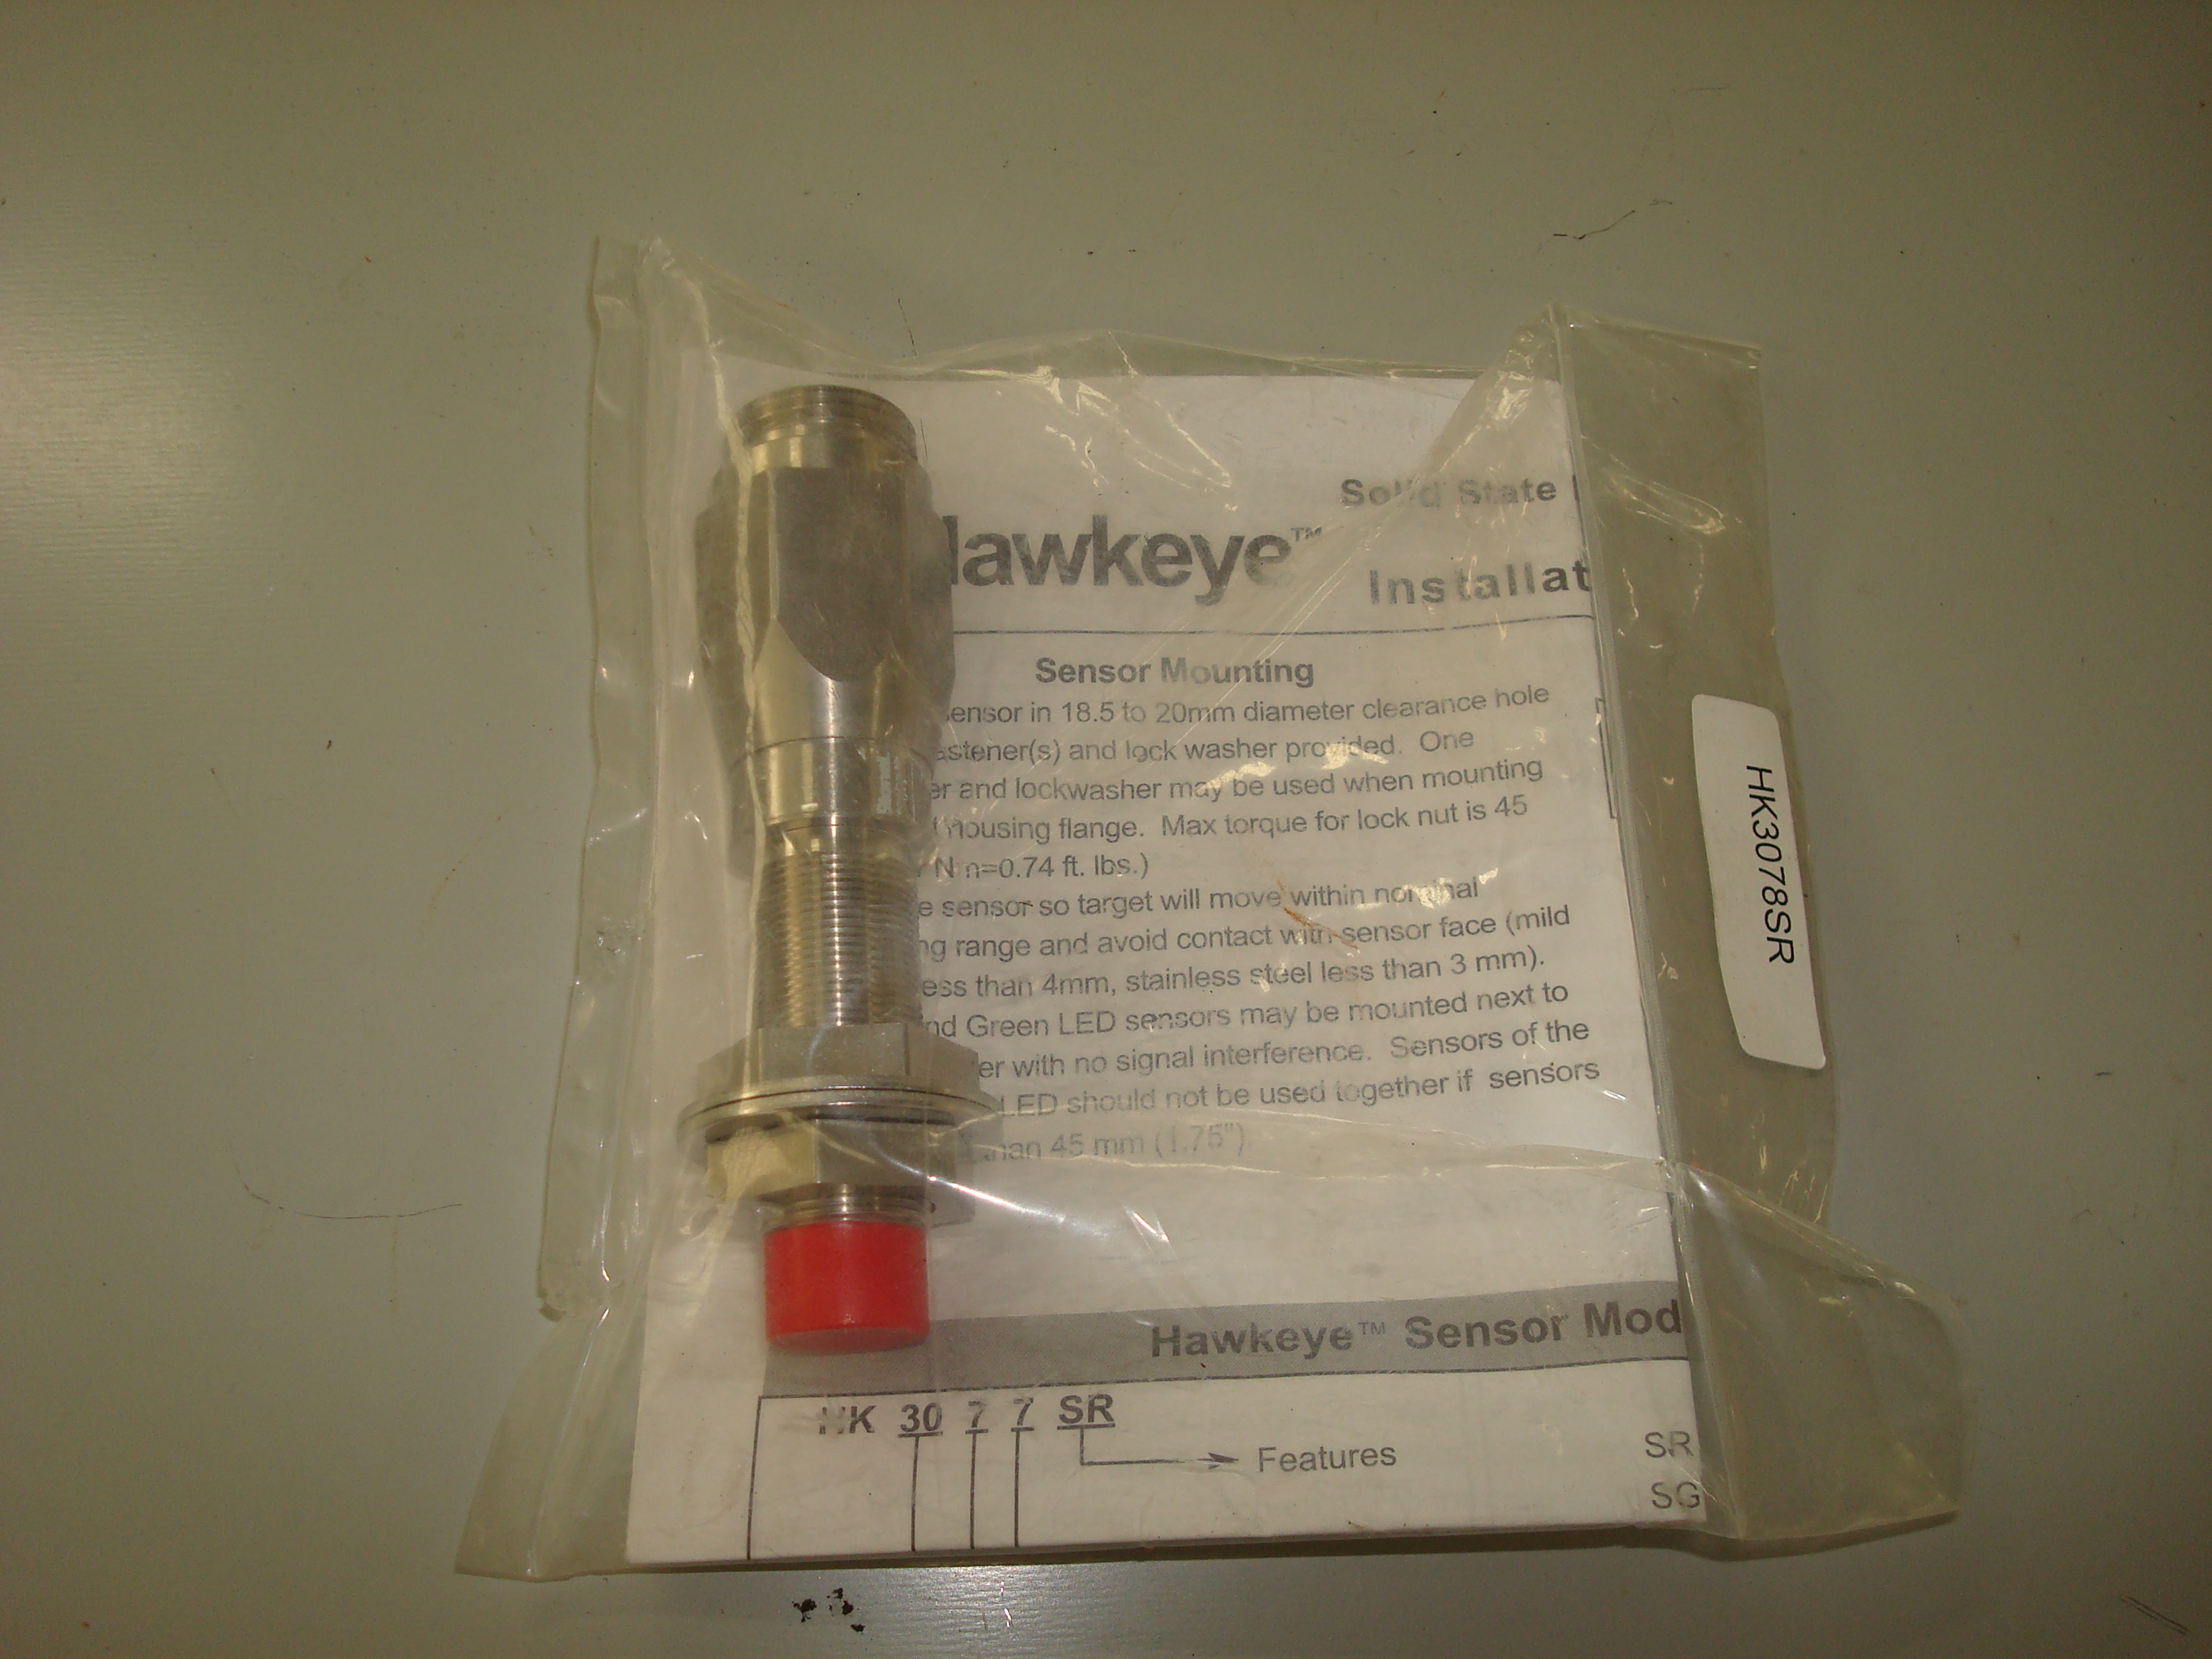 Solid State
awkeye™
Installat
Sensor Mounting
sensor in 18.5 to 20mm diameter clearance hole
astener(s) and lock washer provided. One
er and lockwasher may be used when mounting
housing flange. Max torque for lock nut is 45
Nm=0.74 ft. lbs.)
e sensor so target will move within nominal
ng range and avoid contact with sensor face (mild
ess than 4mm, stainless steel less than 3 mm).
nd Green LED sensors may be mounted next to
er with no signal interference. Sensors of the
LED should not be used together if sensors
han 45 mm (1.75").
Hawkeye™ Sensor Mod
HK 30 7 7 SR
Features
SR
SG
HK3078SR